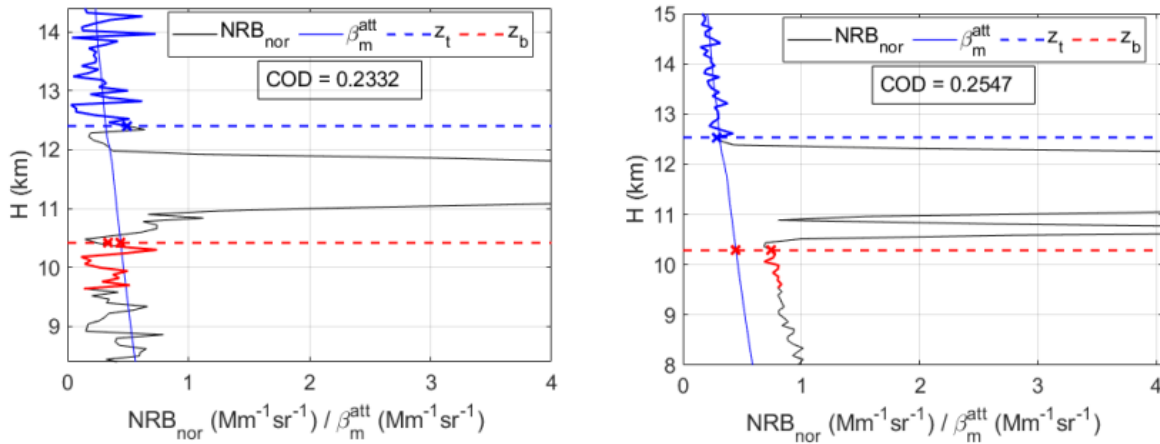 NRB_nor β_m^att z_t z_b
COD = 0.2332
14
13
12
11
10
9
H (km)
0 1 2 3 4
NRB_nor (Mm^-1sr^-1) / β_m^att (Mm^-1sr^-1)
NRB_nor β_m^att z_t z_b
COD = 0.2547
15
14
13
12
11
10
9
8
H (km)
0 1 2 3 4
NRB_nor (Mm^-1sr^-1) / β_m^att (Mm^-1sr^-1)